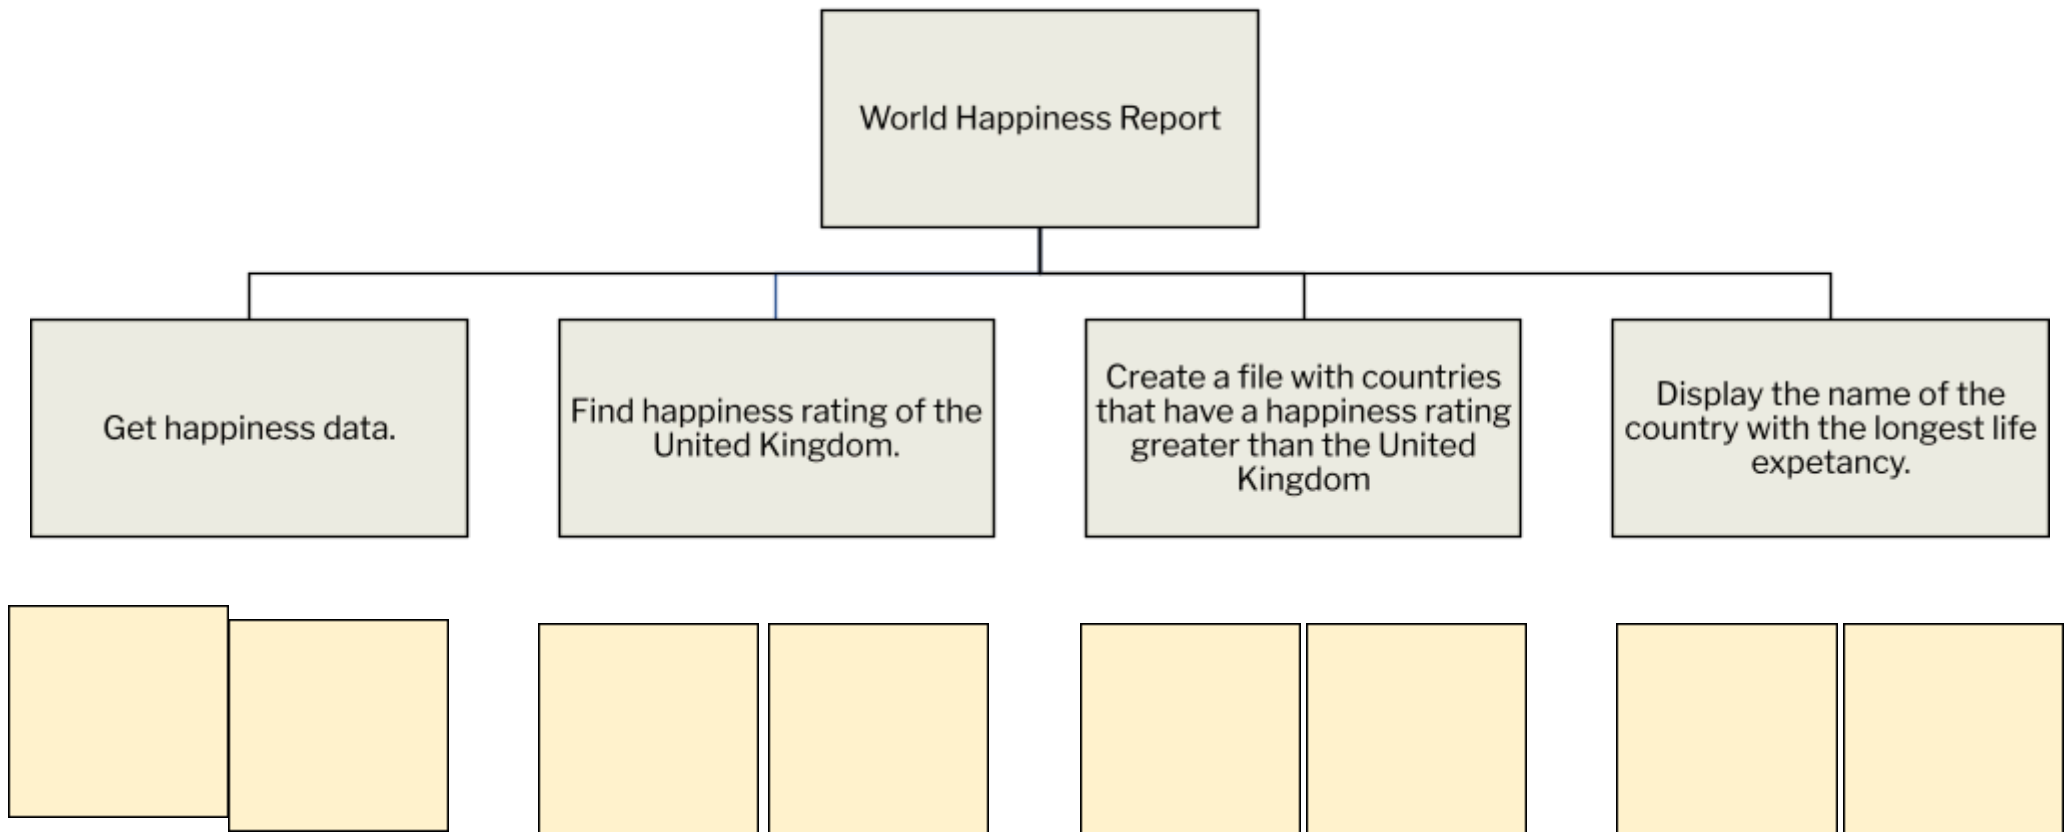 World Happiness Report
Get happiness data.
Find happiness rating of the
United Kingdom.
Create a file with countries
that have a happiness rating
greater than the United
Kingdom
Display the name of the
country with the longest life
expetancy.